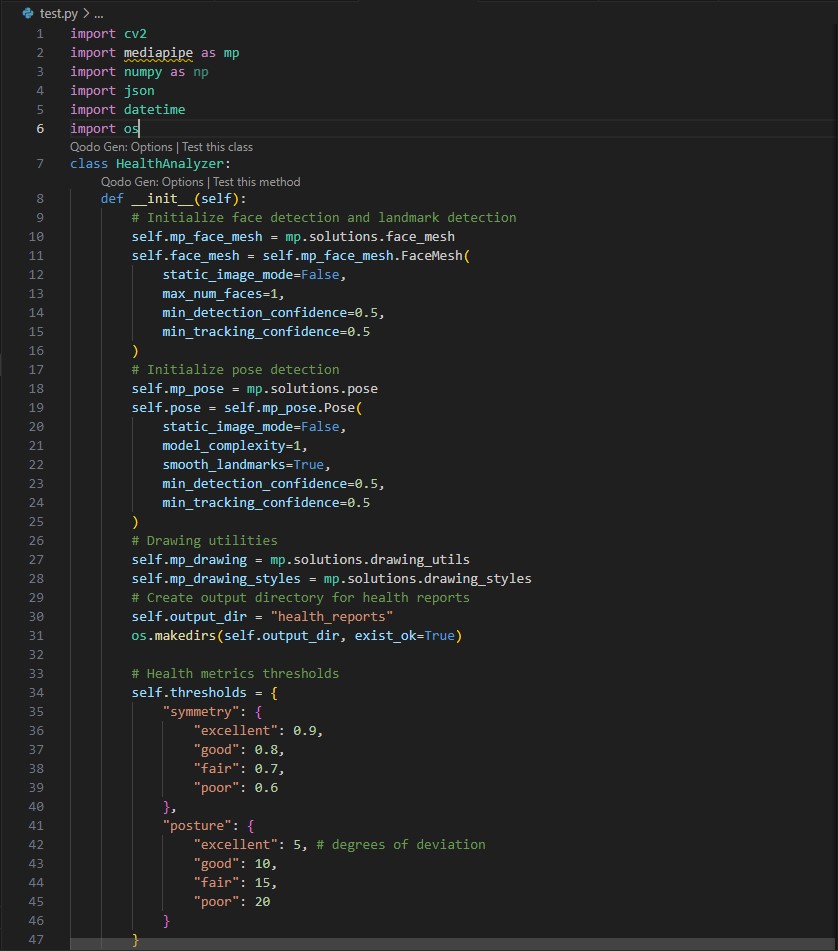 test.py > ...
1 import cv2
2 import mediapipe as mp
3 import numpy as np
4 import json
5 import datetime
6 import os
Qodo Gen: Options | Test this class
7 class HealthAnalyzer:
Qodo Gen: Options | Test this method
8     def __init__(self):
9         # Initialize face detection and landmark detection
10         self.mp_face_mesh = mp.solutions.face_mesh
11         self.face_mesh = self.mp_face_mesh.FaceMesh(
12             static_image_mode=False,
13             max_num_faces=1,
14             min_detection_confidence=0.5,
15             min_tracking_confidence=0.5
16         )
17         # Initialize pose detection
18         self.mp_pose = mp.solutions.pose
19         self.pose = self.mp_pose.Pose(
20             static_image_mode=False,
21             model_complexity=1,
22             smooth_landmarks=True,
23             min_detection_confidence=0.5,
24             min_tracking_confidence=0.5
25         )
26         # Drawing utilities
27         self.mp_drawing = mp.solutions.drawing_utils
28         self.mp_drawing_styles = mp.solutions.drawing_styles
29         # Create output directory for health reports
30         self.output_dir = "health_reports"
31         os.makedirs(self.output_dir, exist_ok=True)
32
33         # Health metrics thresholds
34         self.thresholds = {
35             "symmetry": {
36                 "excellent": 0.9,
37                 "good": 0.8,
38                 "fair": 0.7,
39                 "poor": 0.6
40             },
41             "posture": {
42                 "excellent": 5, # degrees of deviation
43                 "good": 10,
44                 "fair": 15,
45                 "poor": 20
46             }
47         }